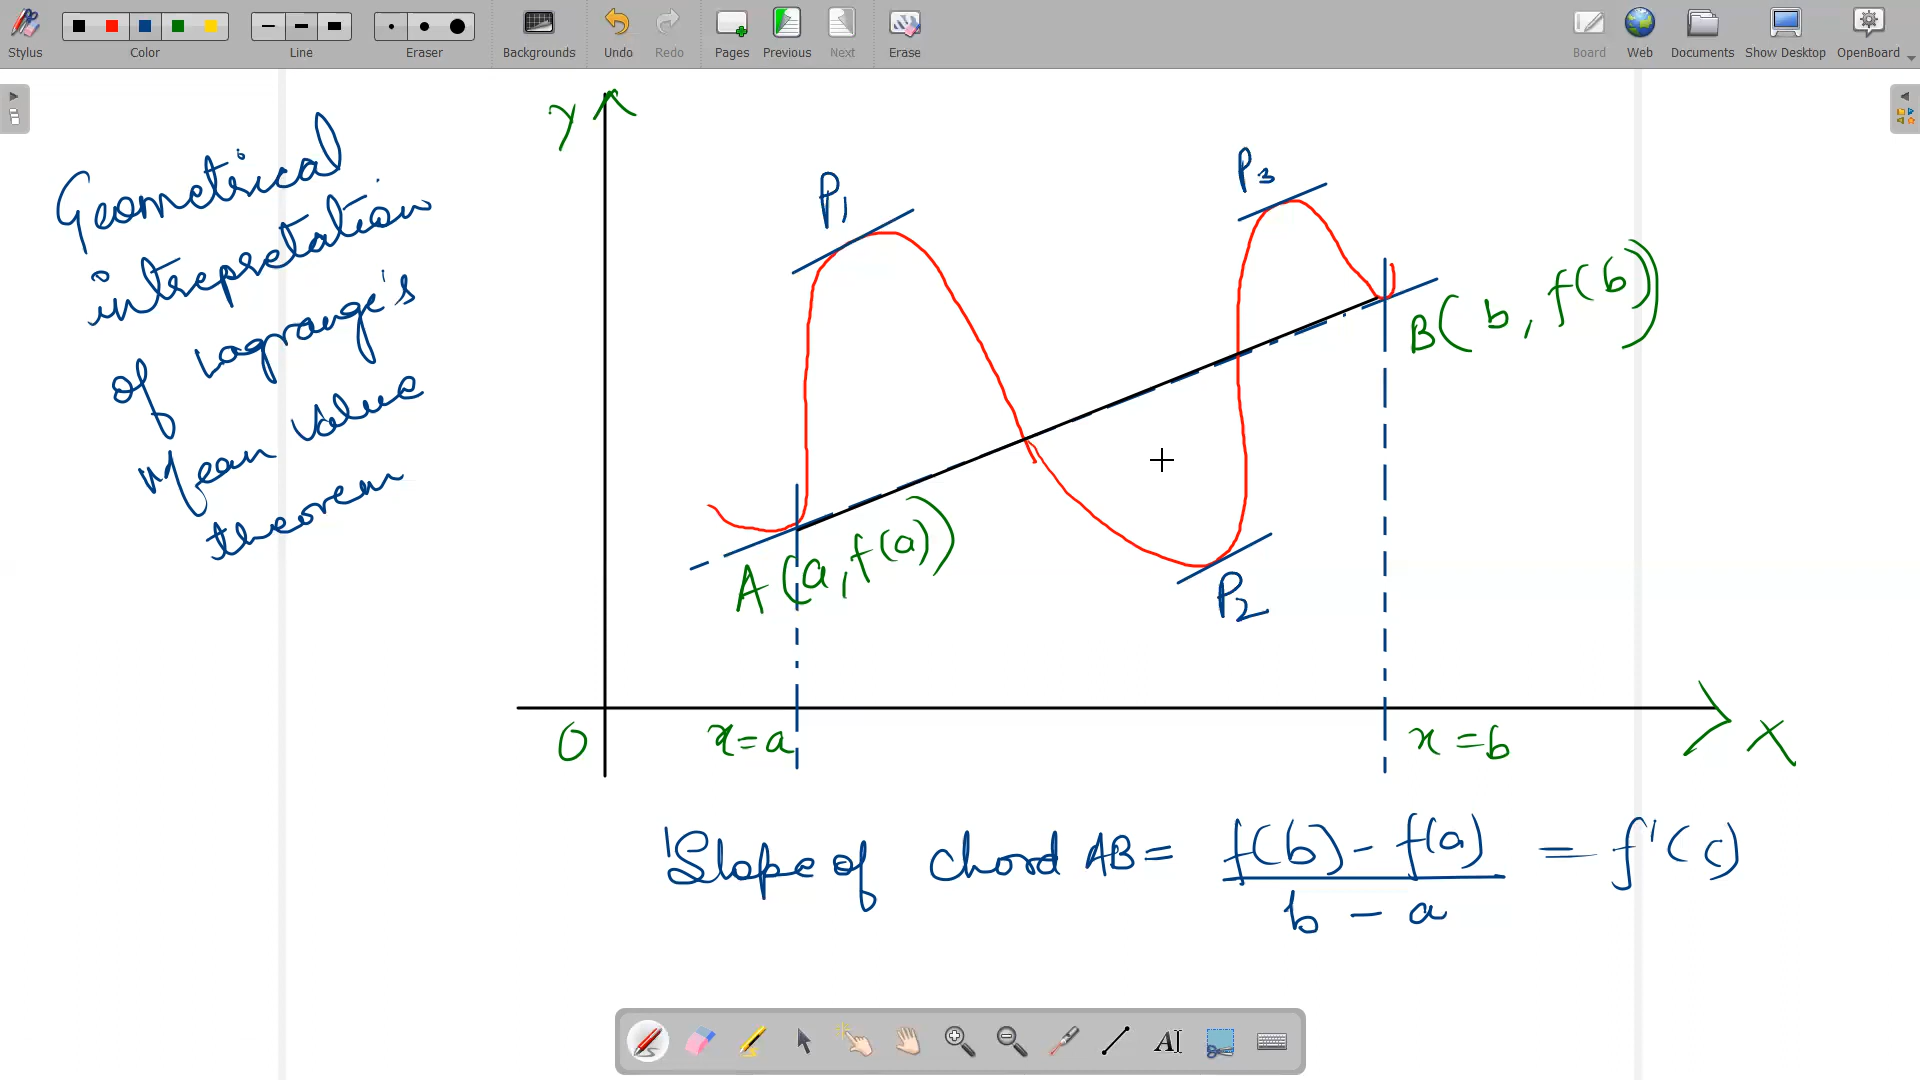 Stylus Color Line Eraser Backgrounds Undo Redo Pages Previous Next Erase Board Web Documents Show Desktop OpenBoard
Geometrical
intrepretation
of Lagrange's
Mean Value
theorem
y
P1
P3
B(b, f(b))
A(a, f(a))
P2
O x=a x=b X
Slope of chord AB = f(b) - f(a) = f'(c)
b - a